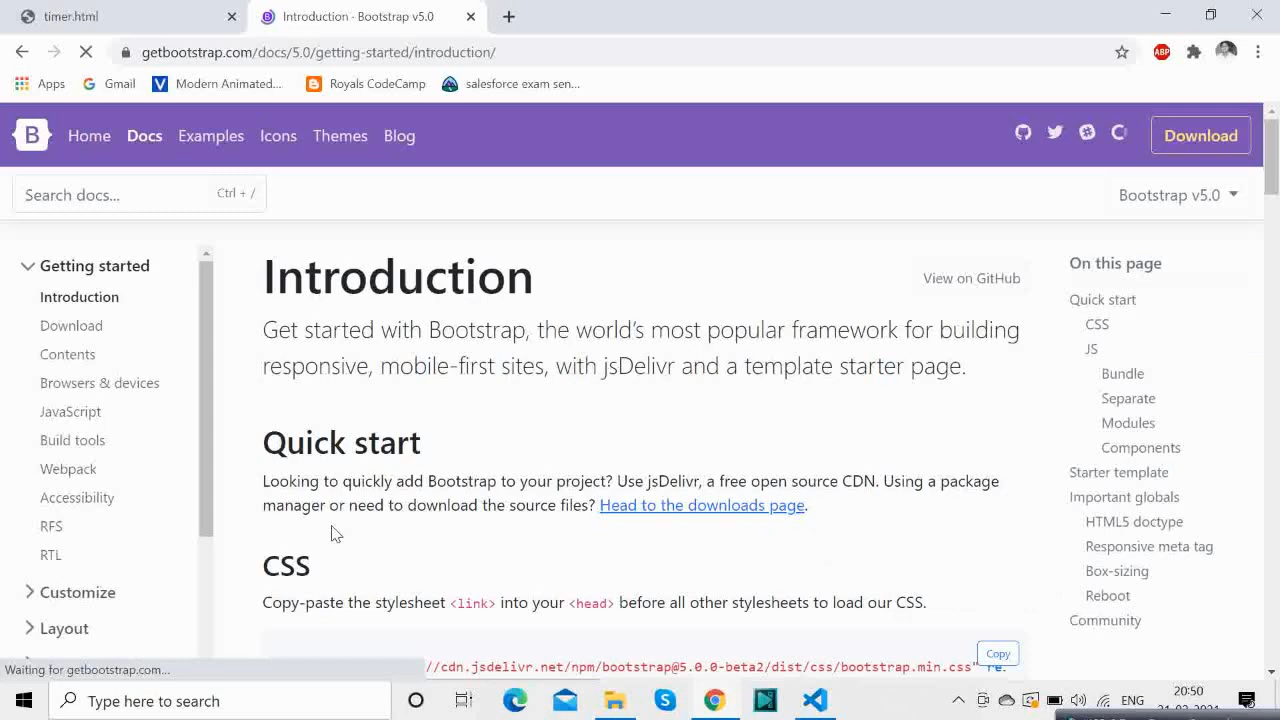 timer.html
Introduction · Bootstrap v5.0
getbootstrap.com/docs/5.0/getting-started/introduction/
ABP
Apps
Gmail
Modern Animated...
Royals CodeCamp
salesforce exam sen...
B
Home
Docs
Examples
Icons
Themes
Blog
Download
Search docs...
Ctrl + /
Bootstrap v5.0
Getting started
Introduction
Download
Contents
Browsers & devices
JavaScript
Build tools
Webpack
Accessibility
RFS
RTL
Customize
Layout
Introduction
View on GitHub
Get started with Bootstrap, the world's most popular framework for building
responsive, mobile-first sites, with jsDelivr and a template starter page.
Quick start
Looking to quickly add Bootstrap to your project? Use jsDelivr, a free open source CDN. Using a package
manager or need to download the source files? Head to the downloads page.
CSS
Copy-paste the stylesheet <link> into your <head> before all other stylesheets to load our CSS.
Copy
//cdn.jsdelivr.net/npm/bootstrap@5.0.0-beta2/dist/css/bootstrap.min.css"
On this page
Quick start
CSS
JS
Bundle
Separate
Modules
Components
Starter template
Important globals
HTML5 doctype
Responsive meta tag
Box-sizing
Reboot
Community
Waiting for getbootstrap.com...
Type here to search
ENG
20:50